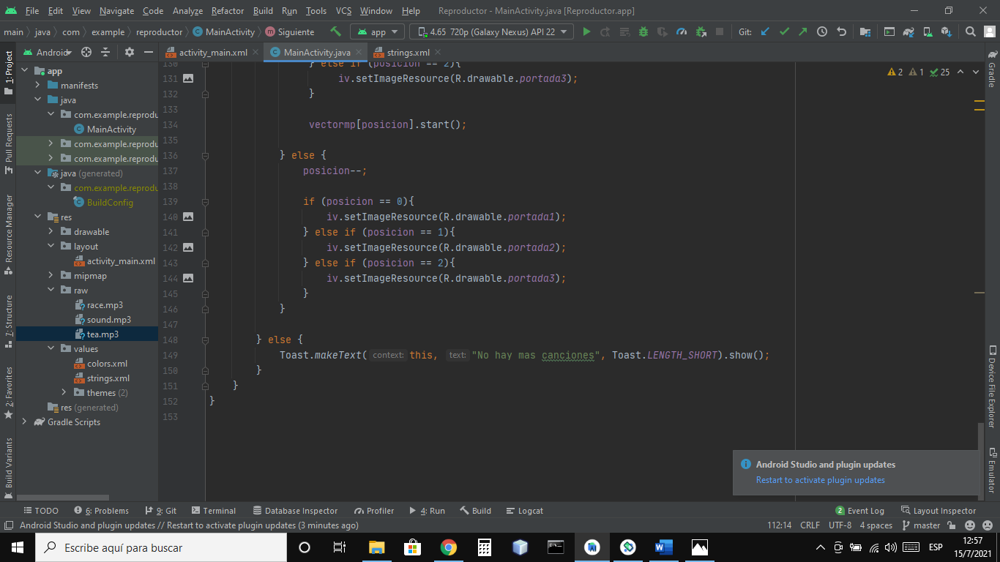 File Edit View Navigate Code Analyze Refactor Build Run Tools VCS Window Help Reproductor - MainActivity.java [Reproductor.app]
main java com example reproductor MainActivity m Siguiente app 4.65 720p (Galaxy Nexus) API 22 Git:
Android activity_main.xml MainActivity.java strings.xml
1: Project
Pull Requests
Resource Manager
7: Structure
2: Favorites
Build Variants
app
manifests
java
com.example.reprodu
MainActivity
com.example.reprodu
com.example.reprodu
java (generated)
com.example.reprodu
BuildConfig
res
drawable
layout
activity_main.xml
mipmap
raw
race.mp3
sound.mp3
tea.mp3
values
colors.xml
strings.xml
themes (2)
res (generated)
Gradle Scripts
2 1 25
130 } else if (posicion == 2){
131 iv.setImageResource(R.drawable.portada3);
132 }
133
134 vectormp[posicion].start();
135
136 } else {
137 posicion--;
138
139 if (posicion == 0){
140 iv.setImageResource(R.drawable.portada1);
141 } else if (posicion == 1){
142 iv.setImageResource(R.drawable.portada2);
143 } else if (posicion == 2){
144 iv.setImageResource(R.drawable.portada3);
145 }
146 }
147
148 } else {
149 Toast.makeText( context: this, text: "No hay mas canciones", Toast.LENGTH_SHORT).show();
150 }
151 }
152 }
153
Gradle
Device File Explorer
Emulator
Android Studio and plugin updates
Restart to activate plugin updates
TODO 6: Problems 9: Git Terminal Database Inspector Profiler 4: Run Build Logcat 2 Event Log Layout Inspector
Android Studio and plugin updates // Restart to activate plugin updates (3 minutes ago) 112:14 CRLF UTF-8 4 spaces master
Escribe aquí para buscar ESP 12:57
15/7/2021